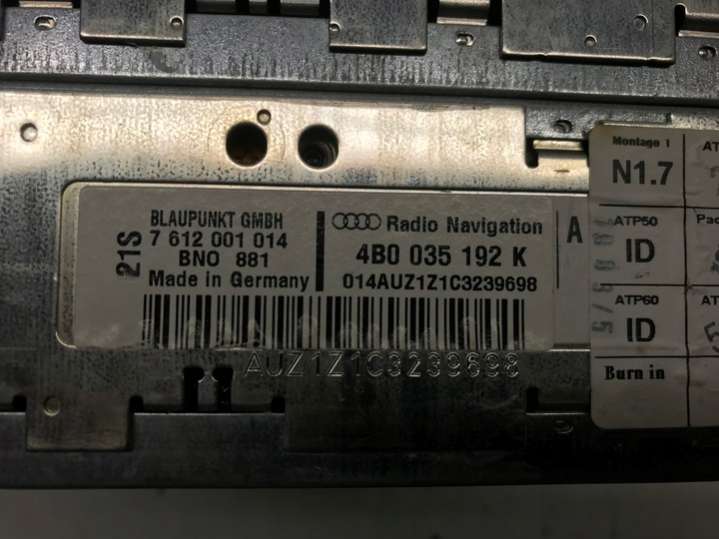 21S
BLAUPUNKT GMBH
7 612 001 014
BNO 881
Made in Germany
Radio Navigation
4B0 035 192 K
014AUZ1Z1C3239698
A
AUZ1Z1C3239698
Montage 1
N1.7
ATP50
ID
ATP60
ID
Burn in